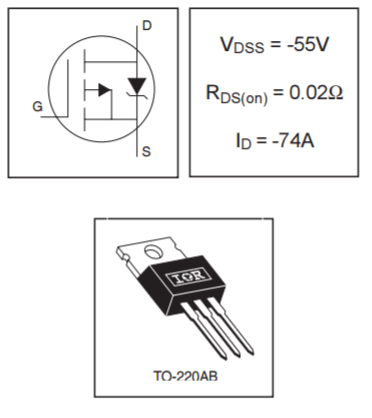 D
G
S
VDSS = -55V
RDS(on) = 0.02Ω
ID = -74A
IOR
TO-220AB